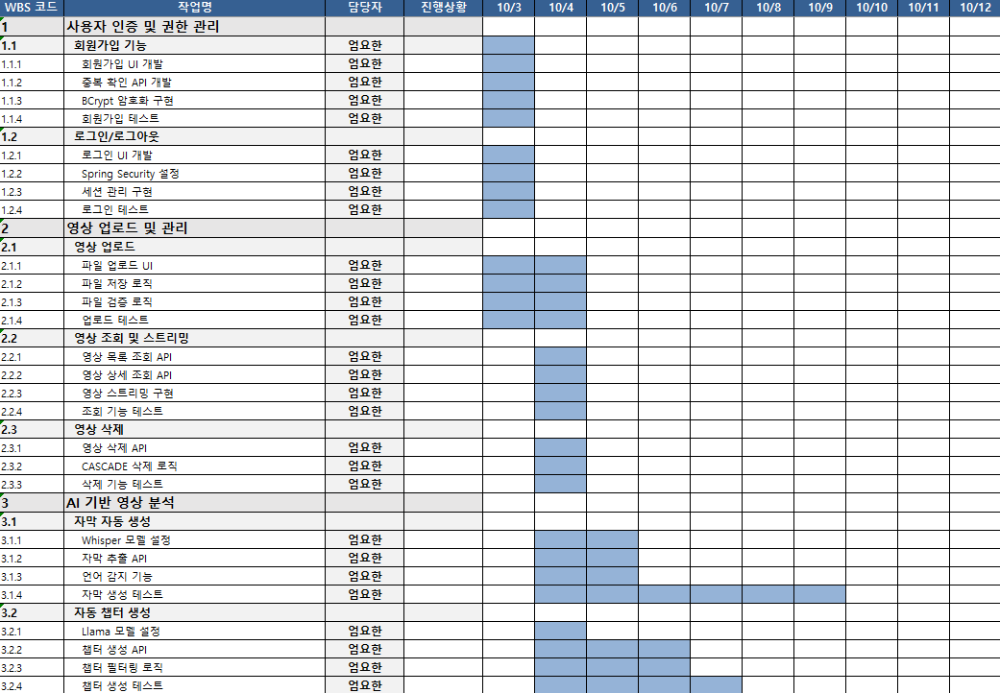 WBS 코드 작업명 담당자 진행상황 10/3 10/4 10/5 10/6 10/7 10/8 10/9 10/10 10/11 10/12
1 사용자 인증 및 권한 관리
1.1 회원가입 기능 엄요한
1.1.1 회원가입 UI 개발 엄요한
1.1.2 중복 확인 API 개발 엄요한
1.1.3 BCrypt 암호화 구현 엄요한
1.1.4 회원가입 테스트 엄요한
1.2 로그인/로그아웃
1.2.1 로그인 UI 개발 엄요한
1.2.2 Spring Security 설정 엄요한
1.2.3 세션 관리 구현 엄요한
1.2.4 로그인 테스트 엄요한
2 영상 업로드 및 관리
2.1 영상 업로드
2.1.1 파일 업로드 UI 엄요한
2.1.2 파일 저장 로직 엄요한
2.1.3 파일 검증 로직 엄요한
2.1.4 업로드 테스트 엄요한
2.2 영상 조회 및 스트리밍
2.2.1 영상 목록 조회 API 엄요한
2.2.2 영상 상세 조회 API 엄요한
2.2.3 영상 스트리밍 구현 엄요한
2.2.4 조회 기능 테스트 엄요한
2.3 영상 삭제
2.3.1 영상 삭제 API 엄요한
2.3.2 CASCADE 삭제 로직 엄요한
2.3.3 삭제 기능 테스트 엄요한
3 AI 기반 영상 분석
3.1 자막 자동 생성
3.1.1 Whisper 모델 설정 엄요한
3.1.2 자막 추출 API 엄요한
3.1.3 언어 감지 기능 엄요한
3.1.4 자막 생성 테스트 엄요한
3.2 자동 챕터 생성
3.2.1 Llama 모델 설정 엄요한
3.2.2 챕터 생성 API 엄요한
3.2.3 챕터 필터링 로직 엄요한
3.2.4 챕터 생성 테스트 엄요한